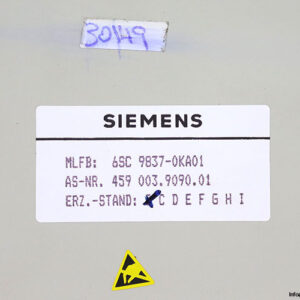 30149
SIEMENS
MLFB: 6SC 9837-0KA01
AS-NR. 459 003.9090.01
ERZ.-STAND: C D E F G H I